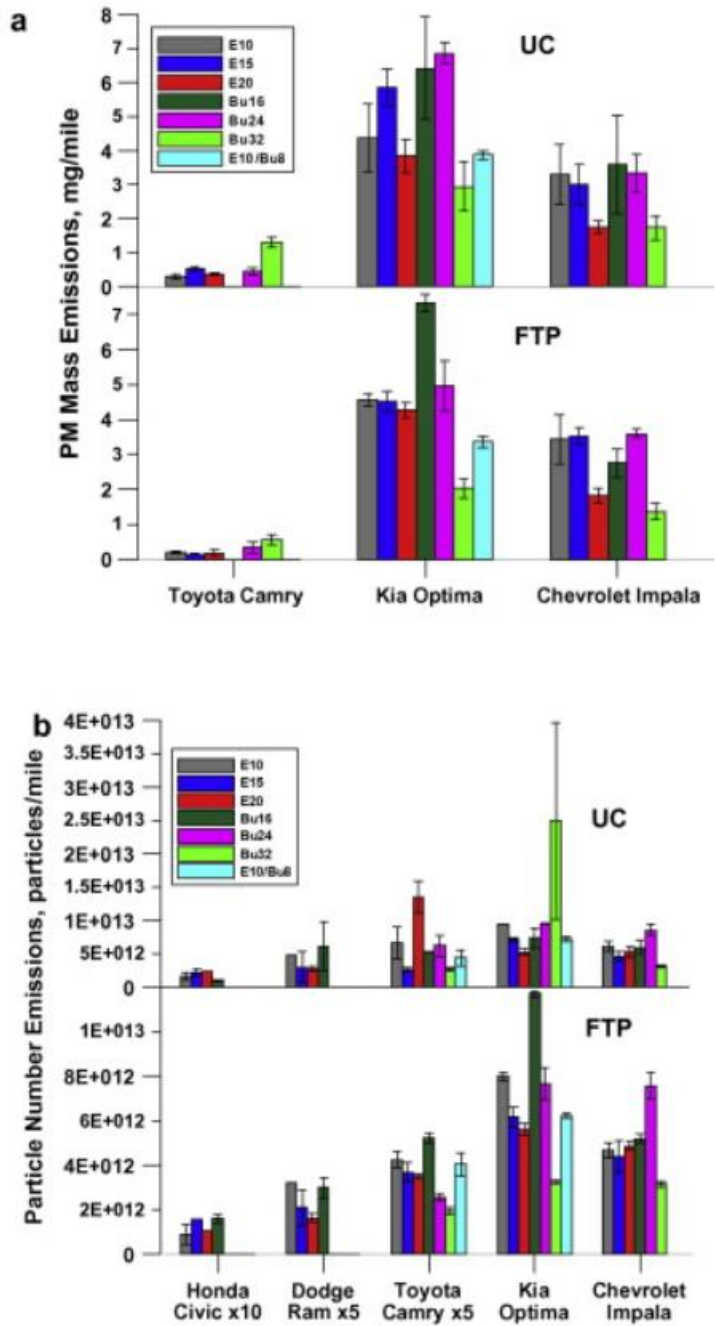 a
UC
E10
E15
E20
Bu16
Bu24
Bu32
E10/Bu8
8
7
6
5
4
3
2
1
0
PM Mass Emissions, mg/mile
FTP
7
6
5
4
3
2
1
0
Toyota Camry Kia Optima Chevrolet Impala
b
UC
E10
E15
E20
Bu16
Bu24
Bu32
E10/Bu8
4E+013
3.5E+013
3E+013
2.5E+013
2E+013
1.5E+013
1E+013
5E+012
0
Particle Number Emissions, particles/mile
FTP
1E+013
8E+012
6E+012
4E+012
2E+012
0
Honda Dodge Toyota Kia Chevrolet
Civic x10 Ram x5 Camry x5 Optima Impala